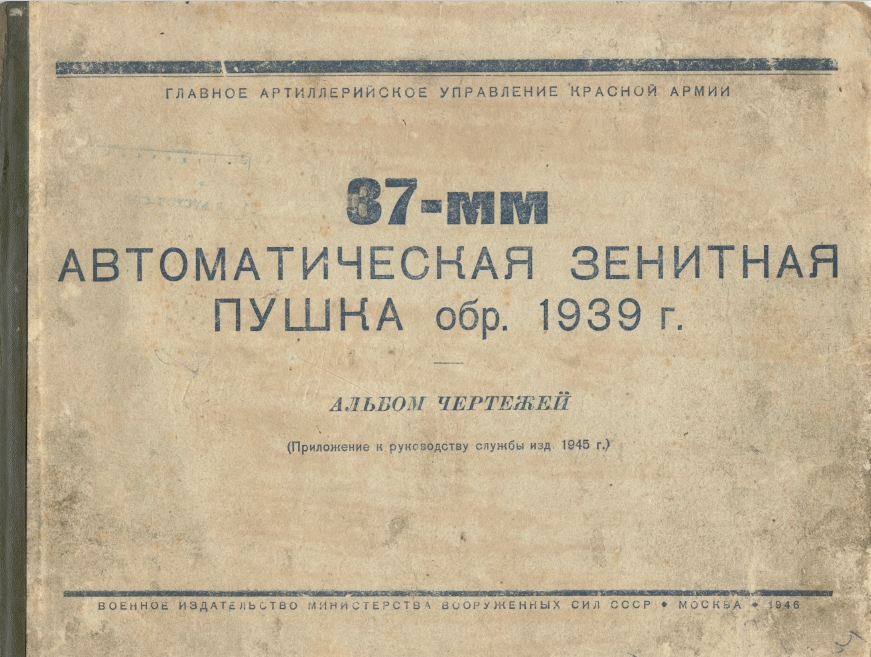 ГЛАВНОЕ АРТИЛЛЕРИЙСКОЕ УПРАВЛЕНИЕ КРАСНОЙ АРМИИ
37-мм
АВТОМАТИЧЕСКАЯ ЗЕНИТНАЯ
ПУШКА обр. 1939 г.
АЛЬБОМ ЧЕРТЕЖЕЙ
(Приложение к руководству службы изд. 1945 г.)
ВОЕННОЕ ИЗДАТЕЛЬСТВО МИНИСТЕРСТВА ВООРУЖЕННЫХ СИЛ СССР • МОСКВА • 1946